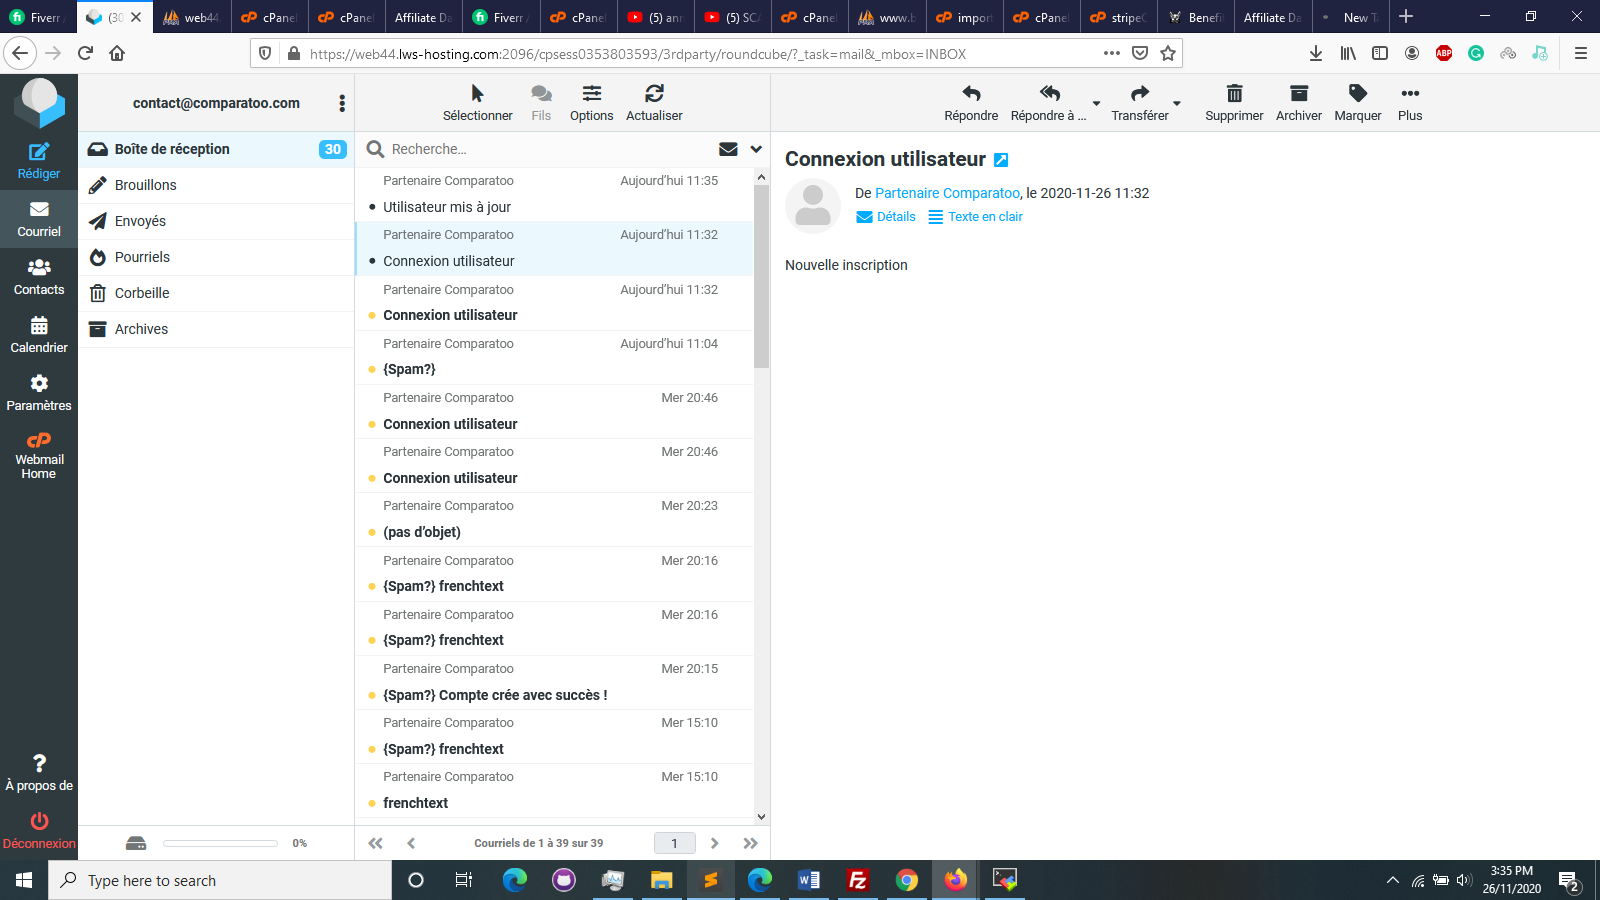 Fiverr
(30
web44
cPanel
cPanel
Affiliate Da
Fiverr
cPanel
(5) ann
(5) SCA
cPanel
www.b
import
cPanel
stripeC
Benefi
Affiliate Da
New T
https://web44.lws-hosting.com:2096/cpsess0353803593/3rdparty/roundcube/?_task=mail&_mbox=INBOX
ABP
Rédiger
Courriel
Contacts
Calendrier
Paramètres
cP
Webmail
Home
À propos de
Déconnexion
contact@comparatoo.com
Boîte de réception 30
Brouillons
Envoyés
Pourriels
Corbeille
Archives
0%
Sélectionner Fils Options Actualiser
Recherche...
Partenaire Comparatoo Aujourd'hui 11:35
Utilisateur mis à jour
Partenaire Comparatoo Aujourd'hui 11:32
Connexion utilisateur
Partenaire Comparatoo Aujourd'hui 11:32
Connexion utilisateur
Partenaire Comparatoo Aujourd'hui 11:04
{Spam?}
Partenaire Comparatoo Mer 20:46
Connexion utilisateur
Partenaire Comparatoo Mer 20:46
Connexion utilisateur
Partenaire Comparatoo Mer 20:23
(pas d'objet)
Partenaire Comparatoo Mer 20:16
{Spam?} frenchtext
Partenaire Comparatoo Mer 20:16
{Spam?} frenchtext
Partenaire Comparatoo Mer 20:15
{Spam?} Compte crée avec succès !
Partenaire Comparatoo Mer 15:10
{Spam?} frenchtext
Partenaire Comparatoo Mer 15:10
frenchtext
Courriels de 1 à 39 sur 39 1
Répondre Répondre à ... Transférer Supprimer Archiver Marquer Plus
Connexion utilisateur
De Partenaire Comparatoo, le 2020-11-26 11:32
Détails Texte en clair
Nouvelle inscription
Type here to search
3:35 PM
26/11/2020
2